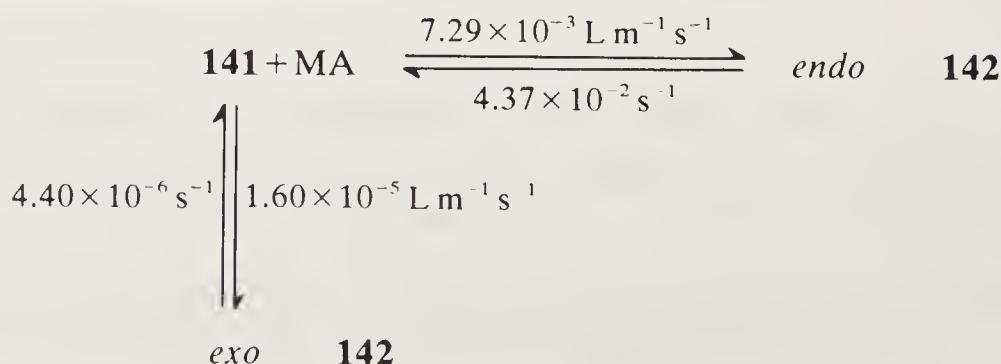 7.29 × 10⁻³ L m⁻¹ s⁻¹
141 + MA endo 142
4.37 × 10⁻² s⁻¹
4.40 × 10⁻⁶ s⁻¹ 1.60 × 10⁻⁵ L m⁻¹ s⁻¹
exo 142